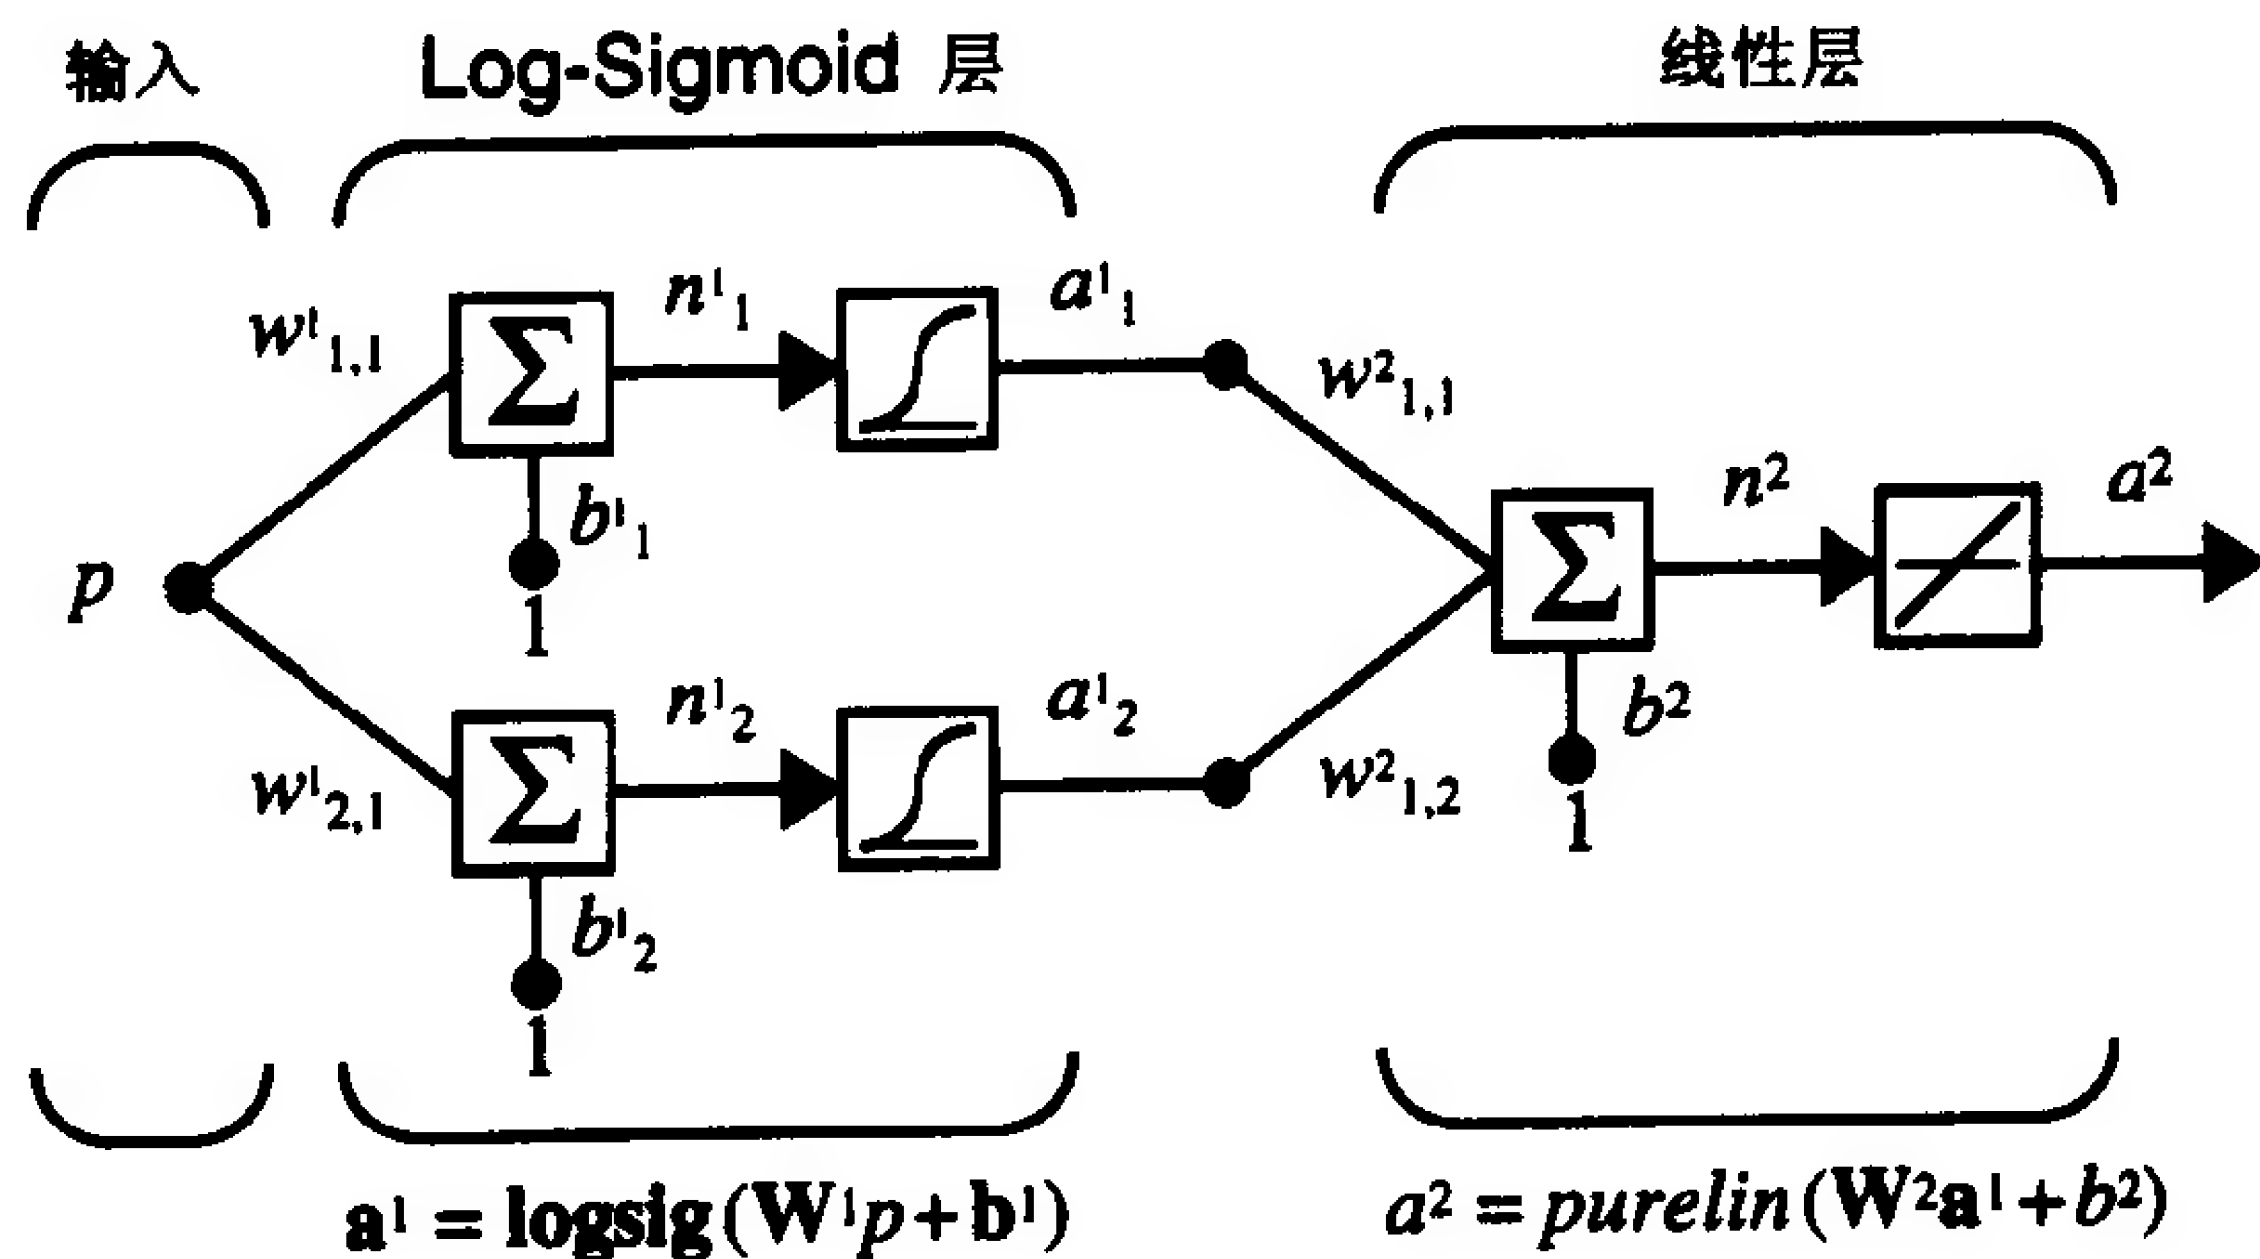 输入 Log-Sigmoid 层 线性层
w¹₁,₁ n¹₁ a¹₁ w²₁,₁
Σ
b¹₁
1
p
Σ n² a²
b²
1
w¹₂,₁ n¹₂ a¹₂ w²₁,₂
Σ
b¹₂
1
a¹ = logsig(W¹p+b¹) a² = purelin(W²a¹+b²)